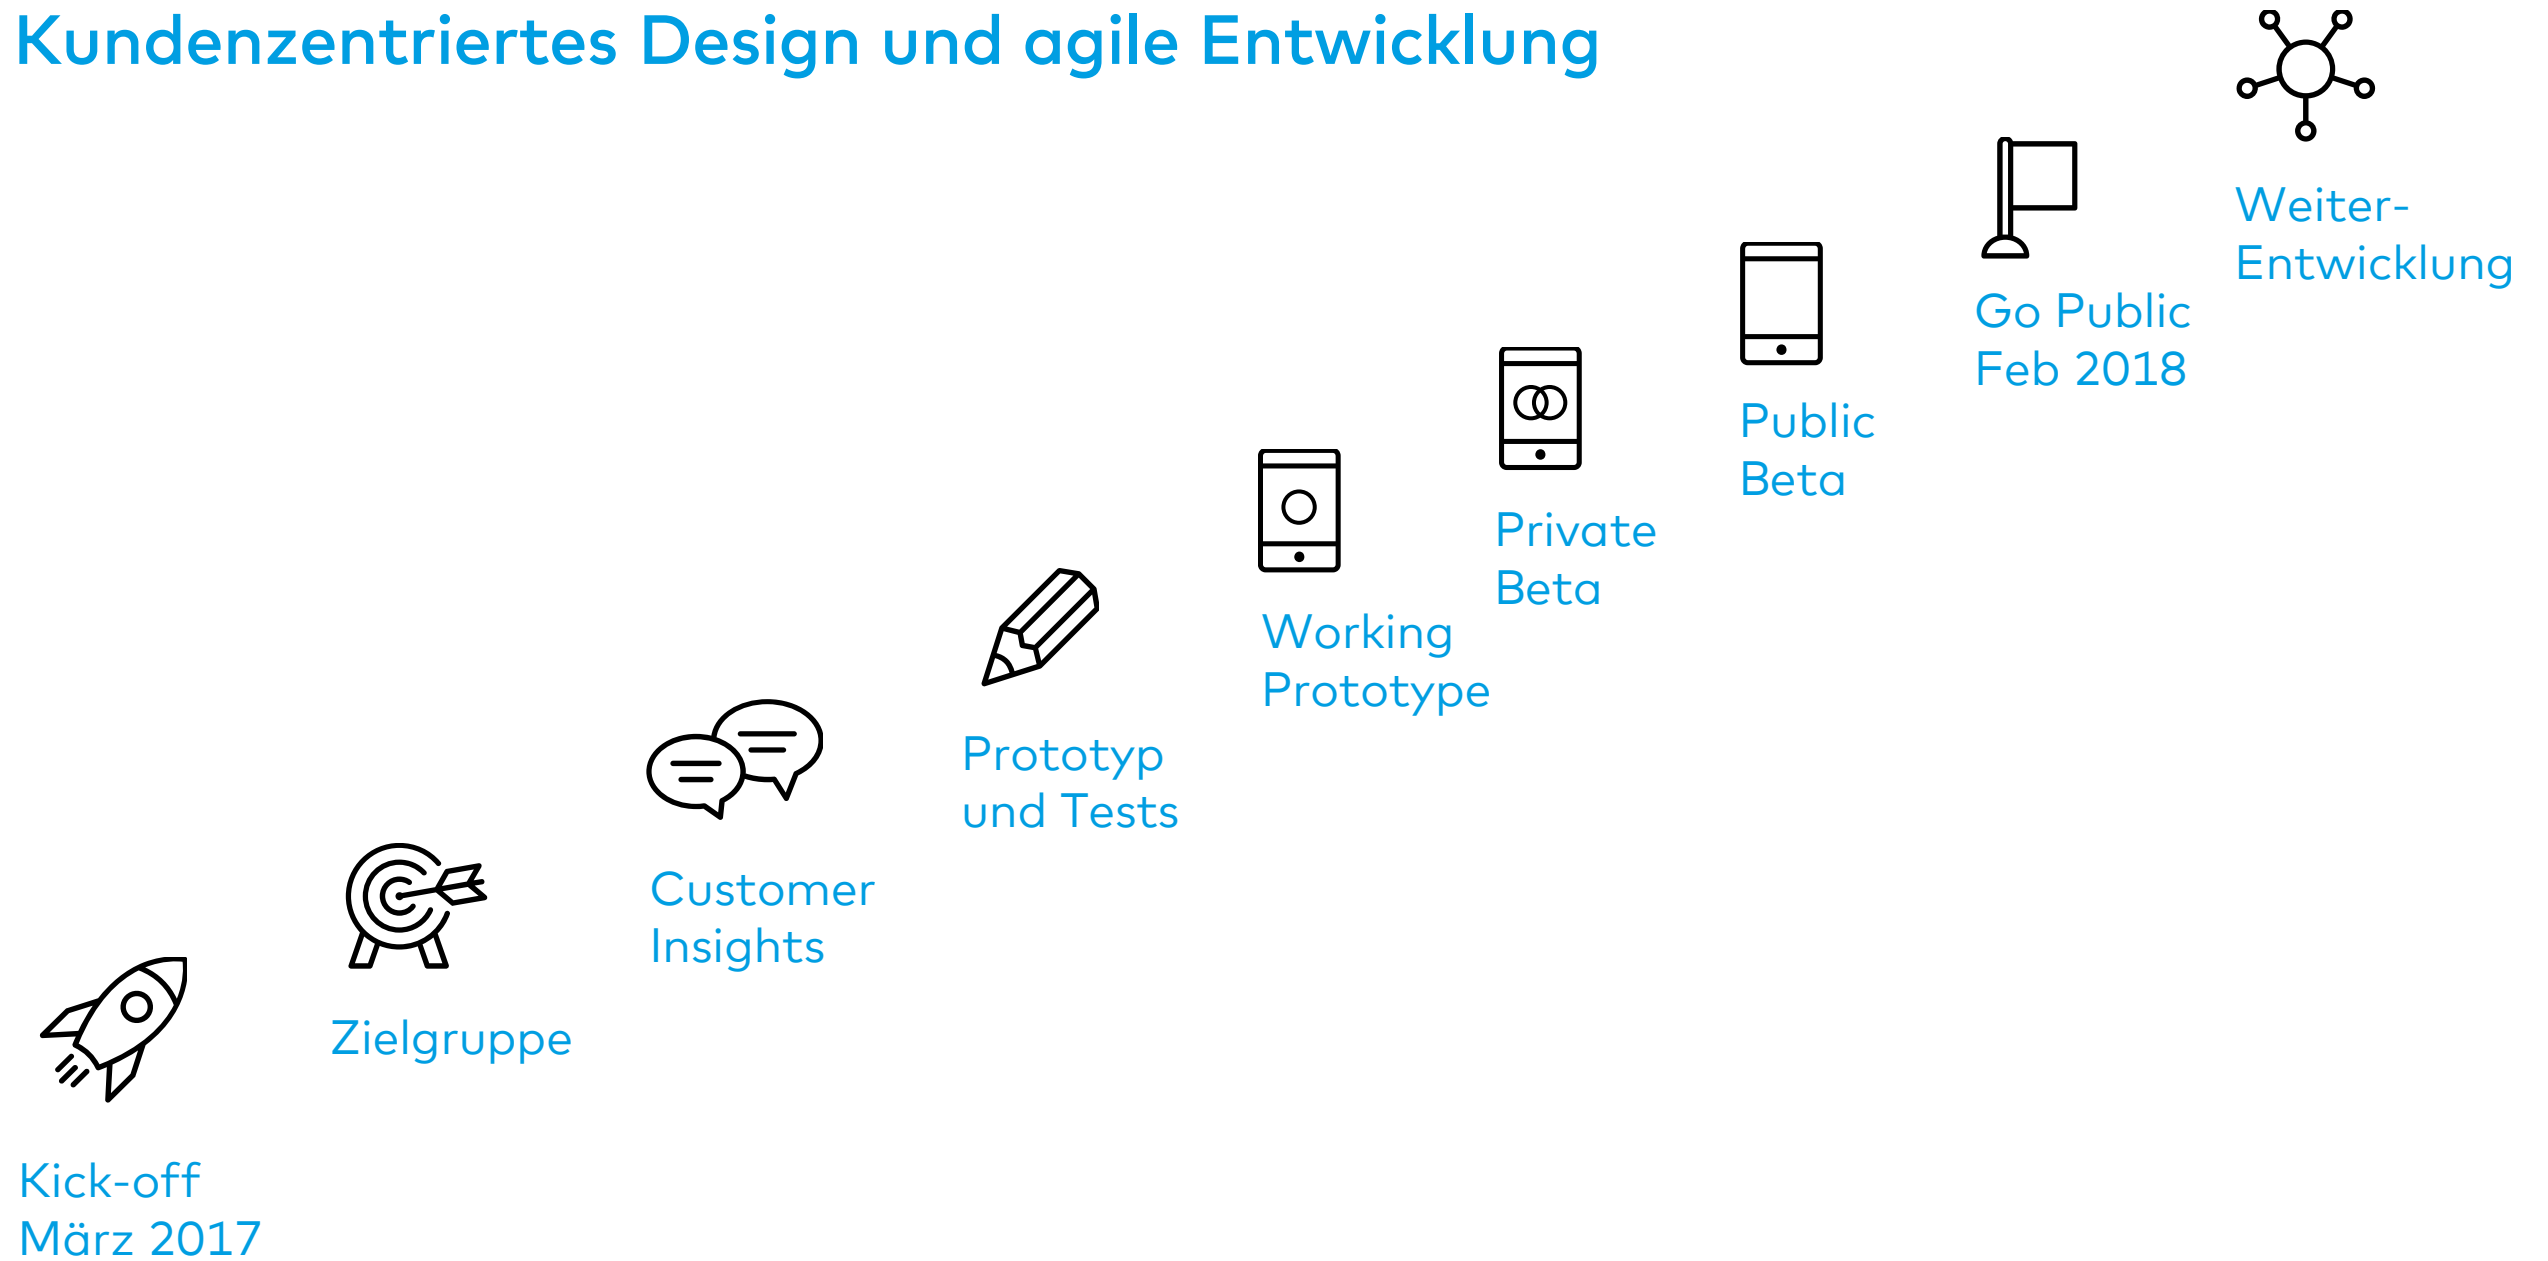 Kundenzentriertes Design und agile Entwicklung
Kick-off
März 2017
Zielgruppe
Customer
Insights
Prototyp
und Tests
Working
Prototype
Private
Beta
Public
Beta
Go Public
Feb 2018
Weiter-
Entwicklung